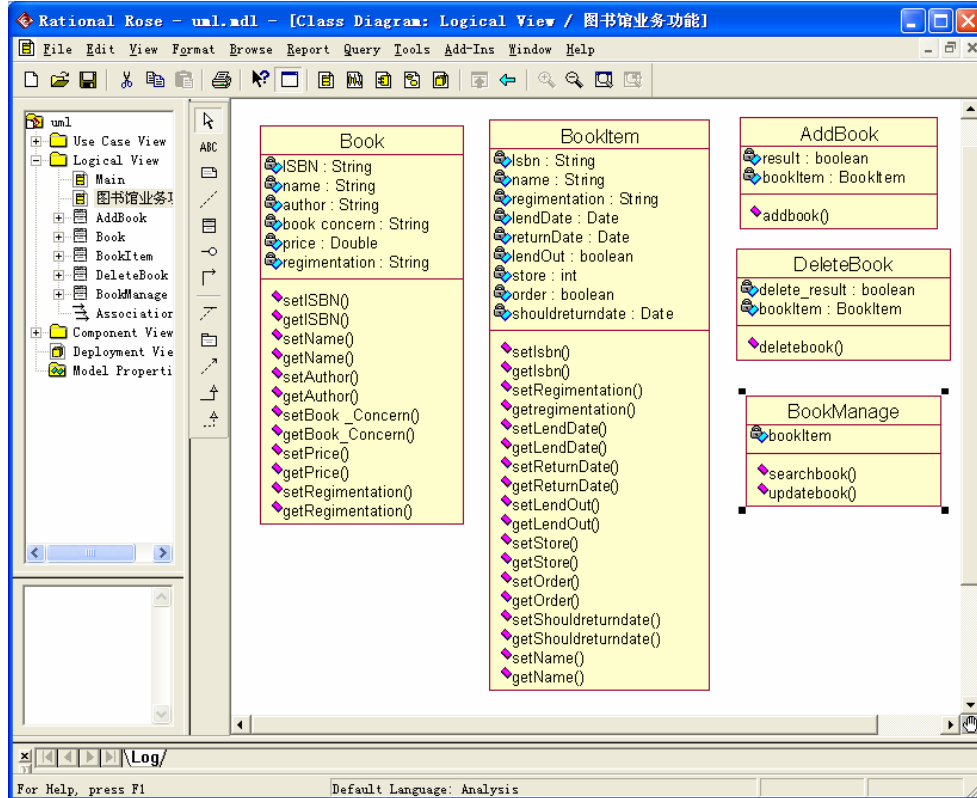 Rational Rose - uml.mdl - [Class Diagram: Logical View / 图书馆业务功能]
File Edit View Format Browse Report Query Tools Add-Ins Window Help
uml
Use Case View
Logical View
Main
图书馆业务
AddBook
Book
BookItem
DeleteBook
BookManage
Association
Component View
Deployment Vie
Model Properti
ABC
Book
ISBN : String
name : String
author : String
book concern : String
price : Double
regimentation : String
setISBN()
getISBN()
setName()
getName()
setAuthor()
getAuthor()
setBook _Concern()
getBook_Concern()
setPrice()
getPrice()
setRegimentation()
getRegimentation()
BookItem
Isbn : String
name : String
regimentation : String
lendDate : Date
returnDate : Date
lendOut : boolean
store : int
order : boolean
shouldreturndate : Date
setIsbn()
getIsbn()
setRegimentation()
getregimentation()
setLendDate()
getLendDate()
setReturnDate()
getReturnDate()
setLendOut()
getLendOut()
setStore()
getStore()
setOrder()
getOrder()
setShouldreturndate()
getShouldreturndate()
setName()
getName()
AddBook
result : boolean
bookItem : BookItem
addbook()
DeleteBook
delete_result : boolean
bookItem : BookItem
deletebook()
BookManage
bookItem
searchbook()
updatebook()
Log
For Help, press F1
Default Language: Analysis